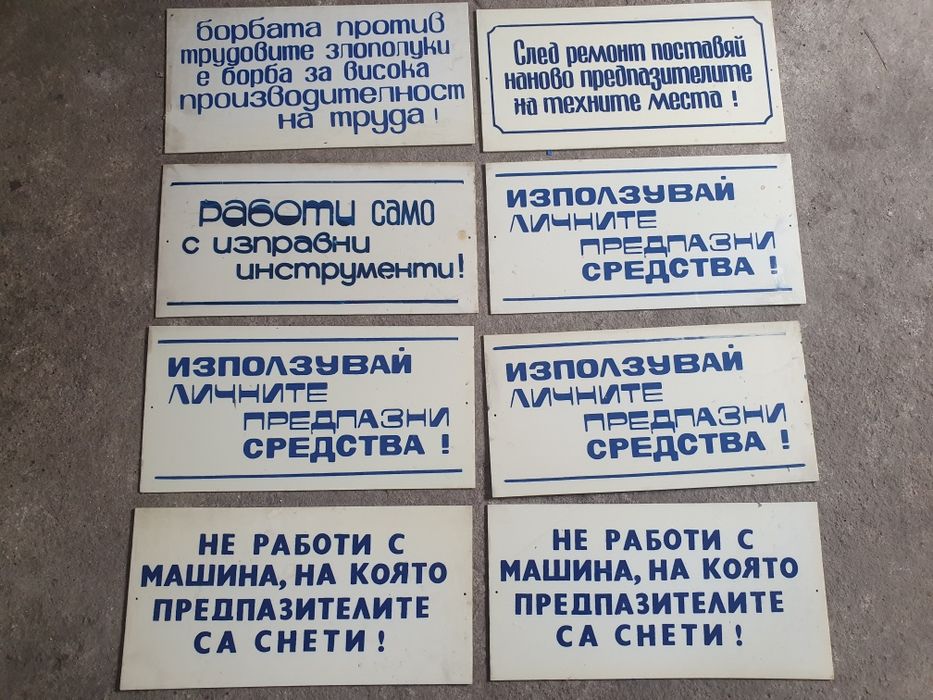 борбата против
трудовите злополуки
е борба за висока
производителност
на труда !
След ремонт поставяй
наново предпазителите
на техните места !
Работи само
с изправни
инструменти!
ИЗПОЛЗУВАЙ
ЛИЧНИТЕ
ПРЕДПАЗНИ
СРЕДСТВА !
ИЗПОЛЗУВАЙ
ЛИЧНИТЕ
ПРЕДПАЗНИ
СРЕДСТВА !
ИЗПОЛЗУВАЙ
ЛИЧНИТЕ
ПРЕДПАЗНИ
СРЕДСТВА !
НЕ РАБОТИ С
МАШИНА, НА КОЯТО
ПРЕДПАЗИТЕЛИТЕ
СА СНЕТИ !
НЕ РАБОТИ С
МАШИНА, НА КОЯТО
ПРЕДПАЗИТЕЛИТЕ
СА СНЕТИ !